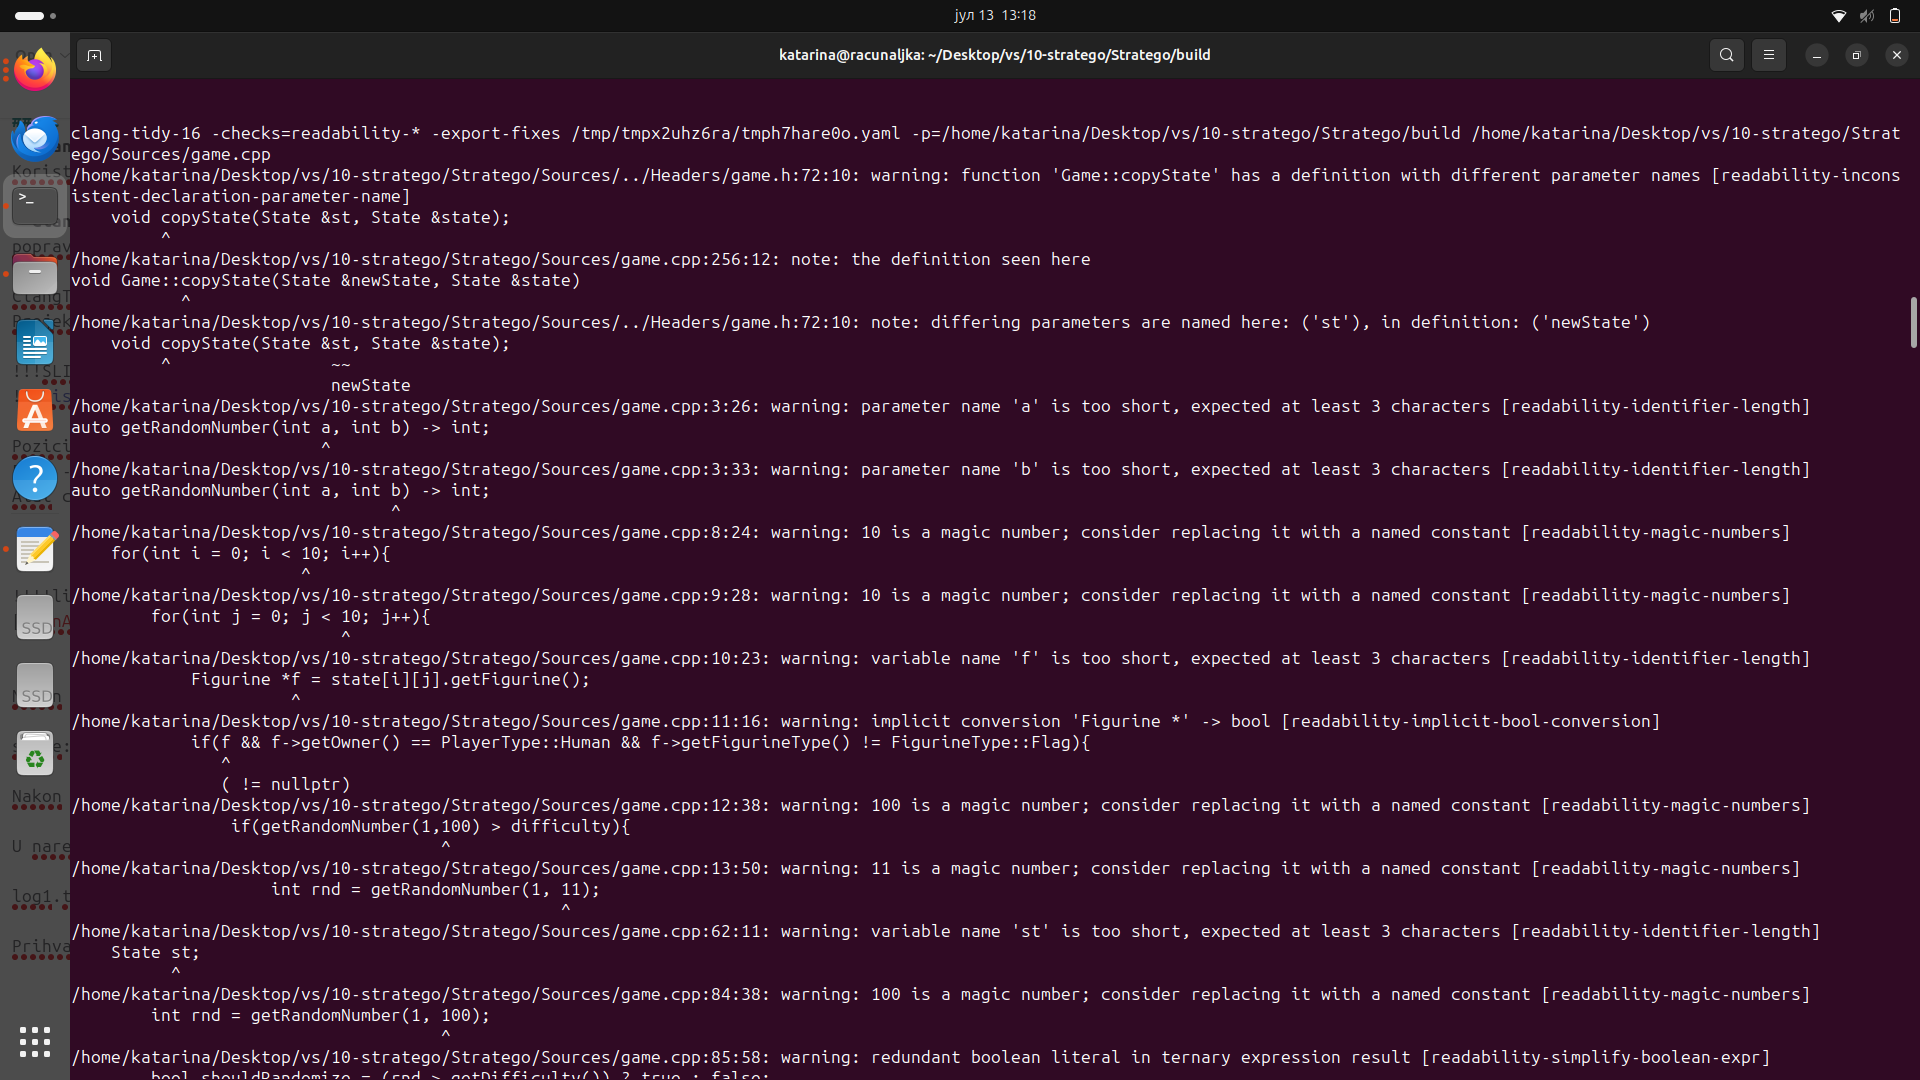 јул 13 13:18
katarina@racunaljka: ~/Desktop/vs/10-stratego/Stratego/build
clang-tidy-16 -checks=readability-* -export-fixes /tmp/tmpx2uhz6ra/tmph7hare0o.yaml -p=/home/katarina/Desktop/vs/10-stratego/Stratego/build /home/katarina/Desktop/vs/10-stratego/Strat
ego/Sources/game.cpp
/home/katarina/Desktop/vs/10-stratego/Stratego/Sources/../Headers/game.h:72:10: warning: function 'Game::copyState' has a definition with different parameter names [readability-incons
istent-declaration-parameter-name]
    void copyState(State &st, State &state);
         ^
/home/katarina/Desktop/vs/10-stratego/Stratego/Sources/game.cpp:256:12: note: the definition seen here
void Game::copyState(State &newState, State &state)
           ^
/home/katarina/Desktop/vs/10-stratego/Stratego/Sources/../Headers/game.h:72:10: note: differing parameters are named here: ('st'), in definition: ('newState')
    void copyState(State &st, State &state);
         ^                ~~
                          newState
/home/katarina/Desktop/vs/10-stratego/Stratego/Sources/game.cpp:3:26: warning: parameter name 'a' is too short, expected at least 3 characters [readability-identifier-length]
auto getRandomNumber(int a, int b) -> int;
                         ^
/home/katarina/Desktop/vs/10-stratego/Stratego/Sources/game.cpp:3:33: warning: parameter name 'b' is too short, expected at least 3 characters [readability-identifier-length]
auto getRandomNumber(int a, int b) -> int;
                                ^
/home/katarina/Desktop/vs/10-stratego/Stratego/Sources/game.cpp:8:24: warning: 10 is a magic number; consider replacing it with a named constant [readability-magic-numbers]
    for(int i = 0; i < 10; i++){
                       ^
/home/katarina/Desktop/vs/10-stratego/Stratego/Sources/game.cpp:9:28: warning: 10 is a magic number; consider replacing it with a named constant [readability-magic-numbers]
        for(int j = 0; j < 10; j++){
                           ^
/home/katarina/Desktop/vs/10-stratego/Stratego/Sources/game.cpp:10:23: warning: variable name 'f' is too short, expected at least 3 characters [readability-identifier-length]
            Figurine *f = state[i][j].getFigurine();
                      ^
/home/katarina/Desktop/vs/10-stratego/Stratego/Sources/game.cpp:11:16: warning: implicit conversion 'Figurine *' -> bool [readability-implicit-bool-conversion]
            if(f && f->getOwner() == PlayerType::Human && f->getFigurineType() != FigurineType::Flag){
               ^
               ( != nullptr)
/home/katarina/Desktop/vs/10-stratego/Stratego/Sources/game.cpp:12:38: warning: 100 is a magic number; consider replacing it with a named constant [readability-magic-numbers]
                if(getRandomNumber(1,100) > difficulty){
                                     ^
/home/katarina/Desktop/vs/10-stratego/Stratego/Sources/game.cpp:13:50: warning: 11 is a magic number; consider replacing it with a named constant [readability-magic-numbers]
                    int rnd = getRandomNumber(1, 11);
                                                 ^
/home/katarina/Desktop/vs/10-stratego/Stratego/Sources/game.cpp:62:11: warning: variable name 'st' is too short, expected at least 3 characters [readability-identifier-length]
    State st;
          ^
/home/katarina/Desktop/vs/10-stratego/Stratego/Sources/game.cpp:84:38: warning: 100 is a magic number; consider replacing it with a named constant [readability-magic-numbers]
        int rnd = getRandomNumber(1, 100);
                                     ^
/home/katarina/Desktop/vs/10-stratego/Stratego/Sources/game.cpp:85:58: warning: redundant boolean literal in ternary expression result [readability-simplify-boolean-expr]
        bool shouldRandomize = (rnd > getDifficulty()) ? true : false;
SSD
SSD
Nakon
U